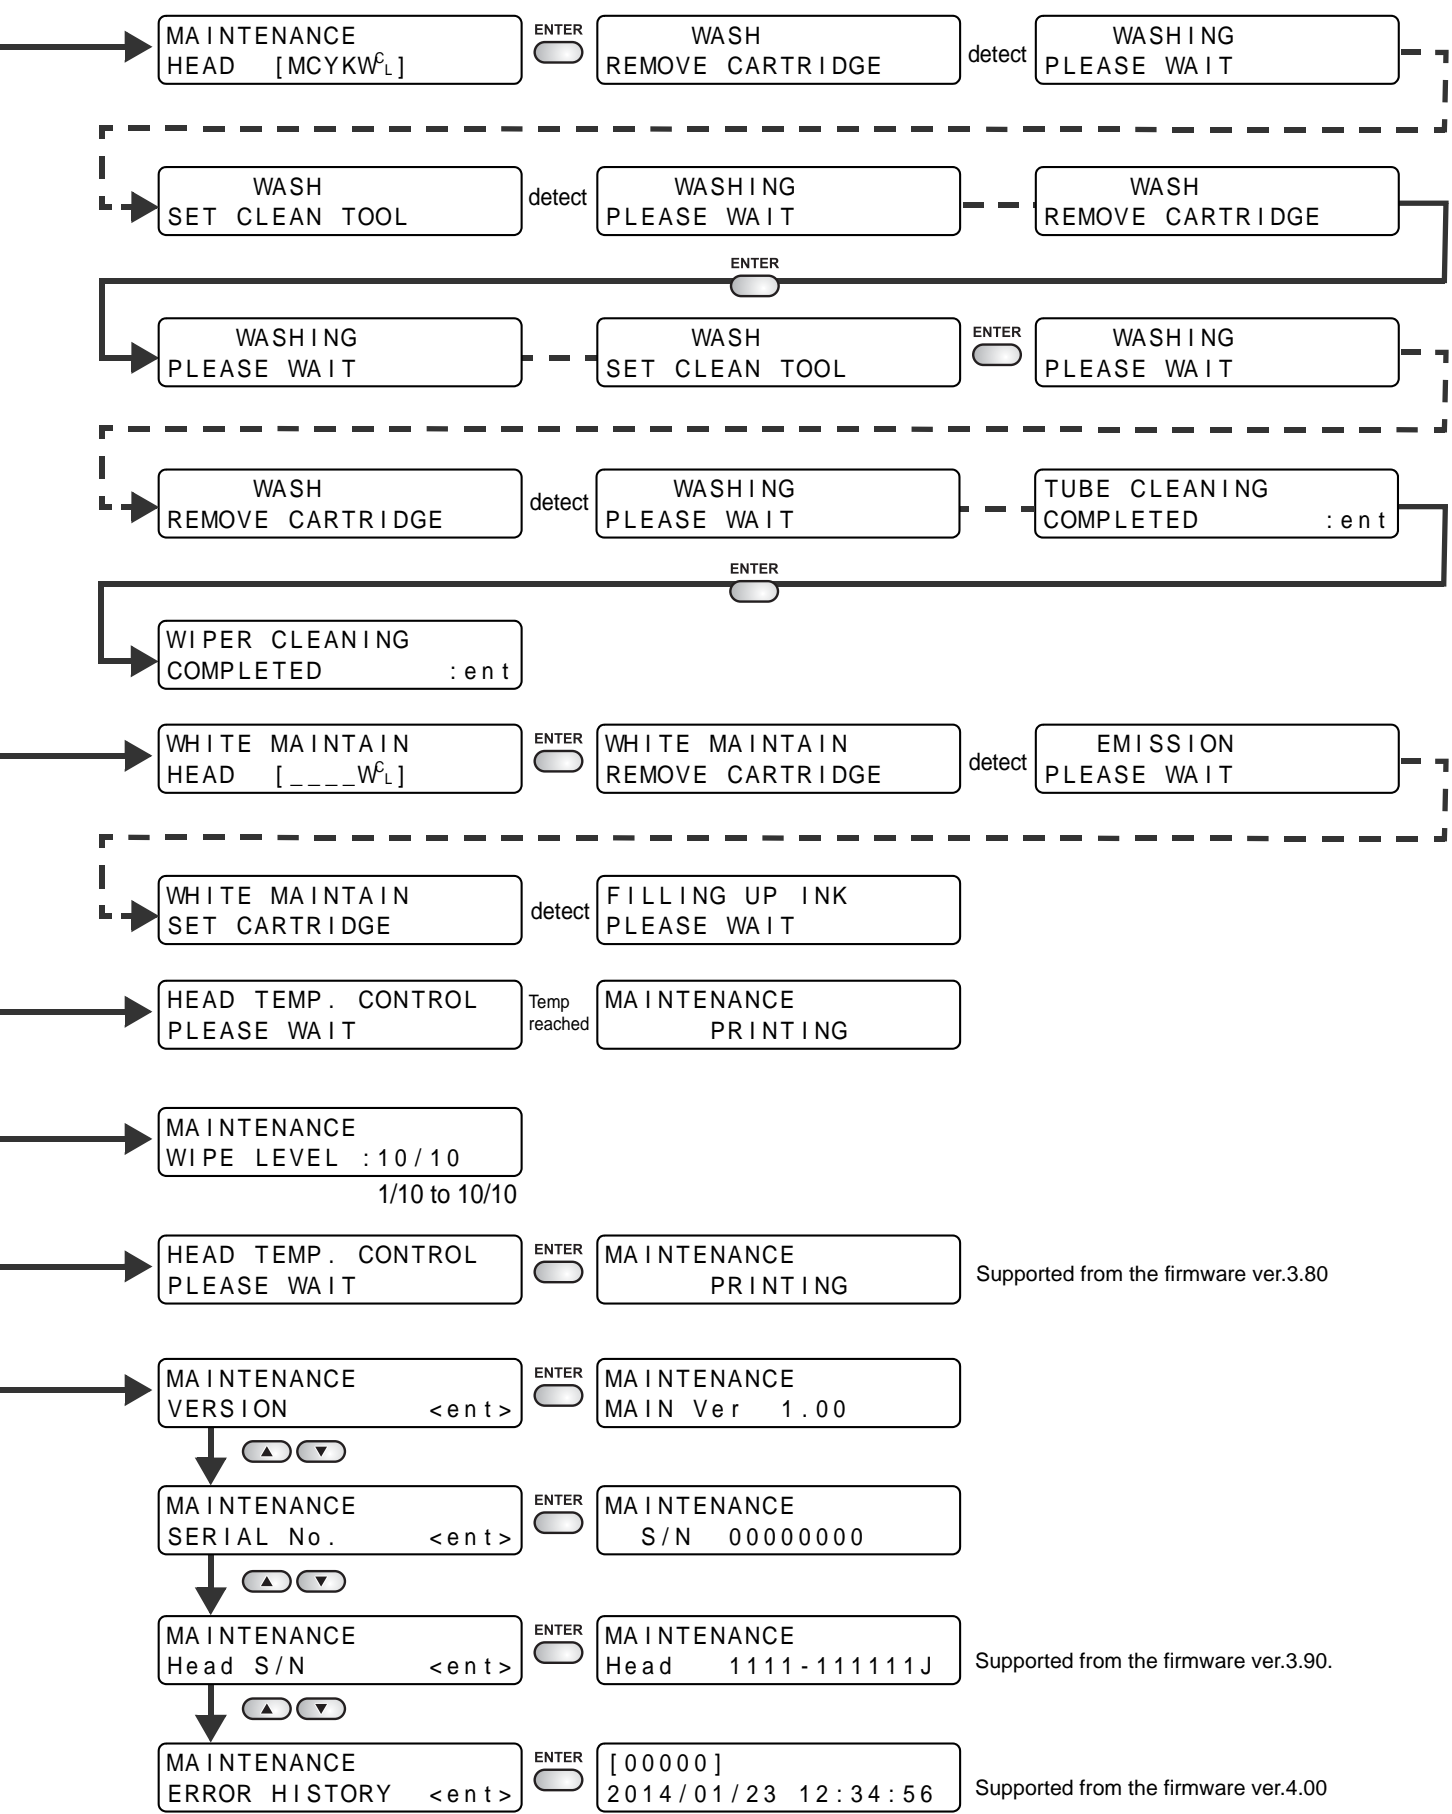 MAINTENANCE
HEAD [MCYKWCL]
ENTER
WASH
REMOVE CARTRIDGE
detect
WASHING
PLEASE WAIT
WASH
SET CLEAN TOOL
detect
WASHING
PLEASE WAIT
WASH
REMOVE CARTRIDGE
ENTER
WASHING
PLEASE WAIT
WASH
SET CLEAN TOOL
ENTER
WASHING
PLEASE WAIT
WASH
REMOVE CARTRIDGE
detect
WASHING
PLEASE WAIT
TUBE CLEANING
COMPLETED :ent
ENTER
WIPER CLEANING
COMPLETED :ent
WHITE MAINTAIN
HEAD [____WCL]
ENTER
WHITE MAINTAIN
REMOVE CARTRIDGE
detect
EMISSION
PLEASE WAIT
WHITE MAINTAIN
SET CARTRIDGE
detect
FILLING UP INK
PLEASE WAIT
HEAD TEMP. CONTROL
PLEASE WAIT
Temp
reached
MAINTENANCE
PRINTING
MAINTENANCE
WIPE LEVEL :10/10
1/10 to 10/10
HEAD TEMP. CONTROL
PLEASE WAIT
ENTER
MAINTENANCE
PRINTING
Supported from the firmware ver.3.80
MAINTENANCE
VERSION <ent>
ENTER
MAINTENANCE
MAIN Ver 1.00
MAINTENANCE
SERIAL No. <ent>
ENTER
MAINTENANCE
S/N 00000000
MAINTENANCE
Head S/N <ent>
ENTER
MAINTENANCE
Head 1111-111111J
Supported from the firmware ver.3.90.
MAINTENANCE
ERROR HISTORY <ent>
ENTER
[00000]
2014/01/23 12:34:56
Supported from the firmware ver.4.00